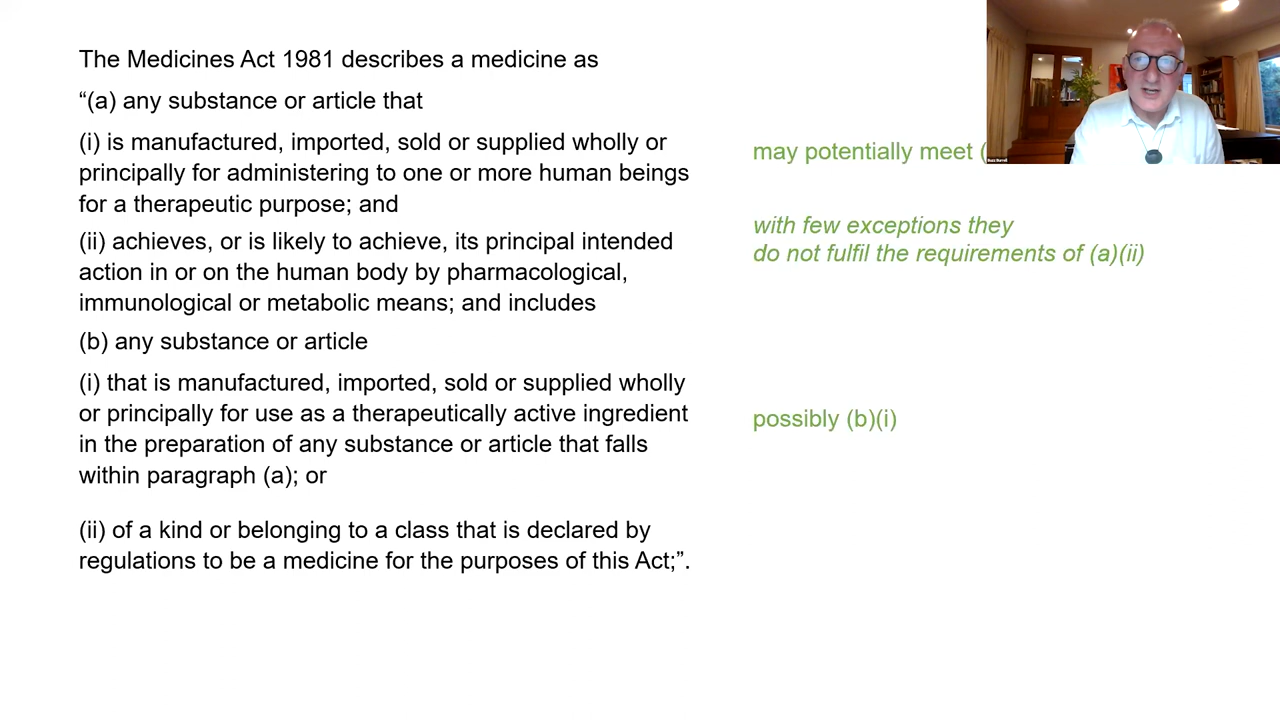 The Medicines Act 1981 describes a medicine as
“(a) any substance or article that
(i) is manufactured, imported, sold or supplied wholly or
principally for administering to one or more human beings
for a therapeutic purpose; and
(ii) achieves, or is likely to achieve, its principal intended
action in or on the human body by pharmacological,
immunological or metabolic means; and includes
(b) any substance or article
(i) that is manufactured, imported, sold or supplied wholly
or principally for use as a therapeutically active ingredient
in the preparation of any substance or article that falls
within paragraph (a); or
(ii) of a kind or belonging to a class that is declared by
regulations to be a medicine for the purposes of this Act;”.
may potentially meet (
with few exceptions they
do not fulfil the requirements of (a)(ii)
possibly (b)(i)